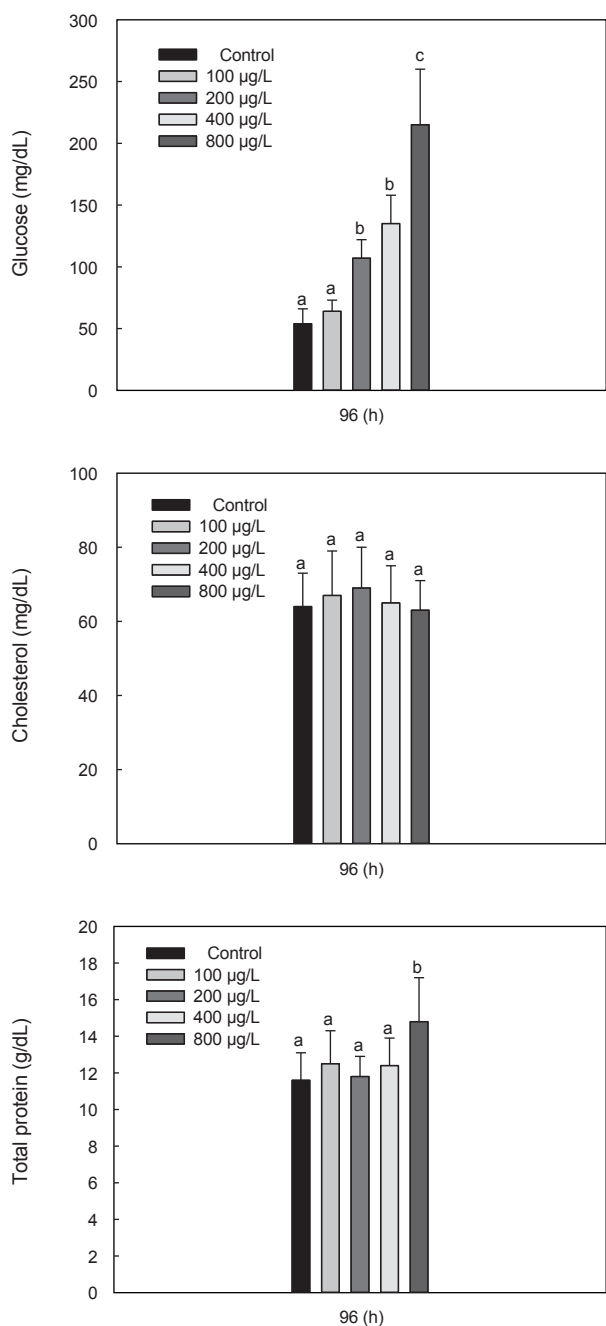 300
250
200
150
100
50
0
Glucose (mg/dL)
Control
100 µg/L
200 µg/L
400 µg/L
800 µg/L
a
a
b
b
c
96 (h)
100
80
60
40
20
0
Cholesterol (mg/dL)
Control
100 µg/L
200 µg/L
400 µg/L
800 µg/L
a
a
a
a
a
96 (h)
20
18
16
14
12
10
8
6
4
2
0
Total protein (g/dL)
Control
100 µg/L
200 µg/L
400 µg/L
800 µg/L
a
a
a
a
b
96 (h)